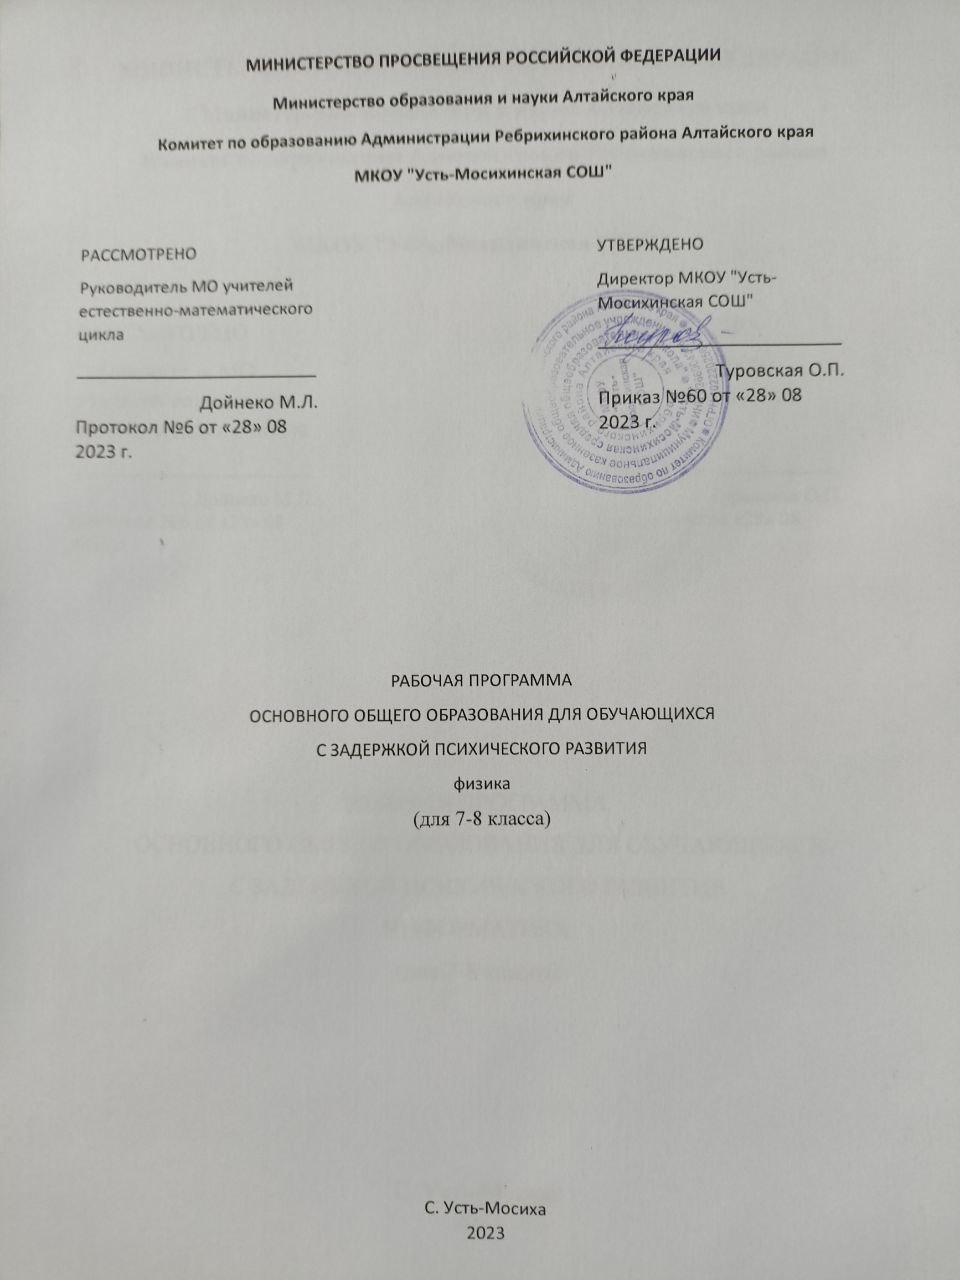 МИНИСТЕРСТВО ПРОСВЕЩЕНИЯ РОССИЙСКОЙ ФЕДЕРАЦИИ
Министерство образования и науки Алтайского края
Комитет по образованию Администрации Ребрихинского района Алтайского края
МКОУ "Усть-Мосихинская СОШ"
РАССМОТРЕНО
Руководитель МО учителей
естественно-математического
цикла
Дойнеко М.Л.
Протокол №6 от «28» 08
2023 г.
УТВЕРЖДЕНО
Директор МКОУ "Усть-
Мосихинская СОШ"
Туровская О.П.
Приказ №60 от «28» 08
2023 г.
РАБОЧАЯ ПРОГРАММА
ОСНОВНОГО ОБЩЕГО ОБРАЗОВАНИЯ ДЛЯ ОБУЧАЮЩИХСЯ
С ЗАДЕРЖКОЙ ПСИХИЧЕСКОГО РАЗВИТИЯ
физика
(для 7-8 класса)
С. Усть-Мосиха
2023